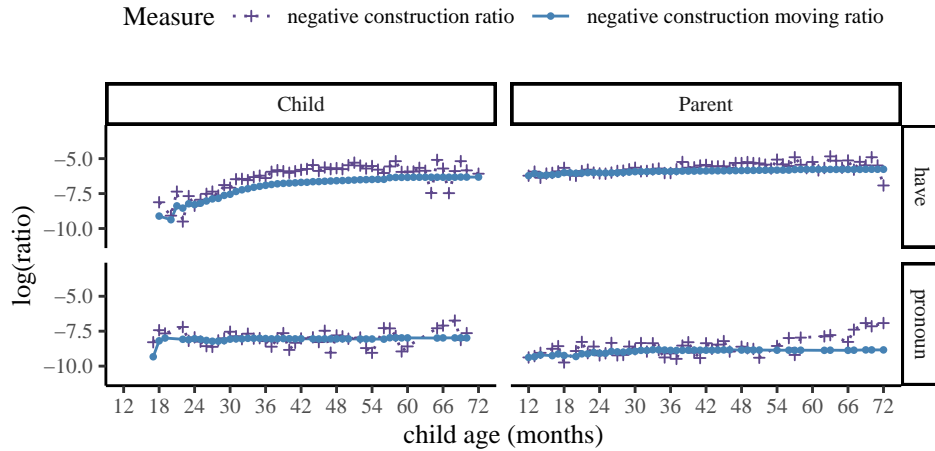 Measure negative construction ratio negative construction moving ratio
Child Parent
−5.0
−7.5
−10.0
have
−5.0
−7.5
−10.0
pronoun
log(ratio)
12 18 24 30 36 42 48 54 60 66 72 12 18 24 30 36 42 48 54 60 66 72
child age (months)